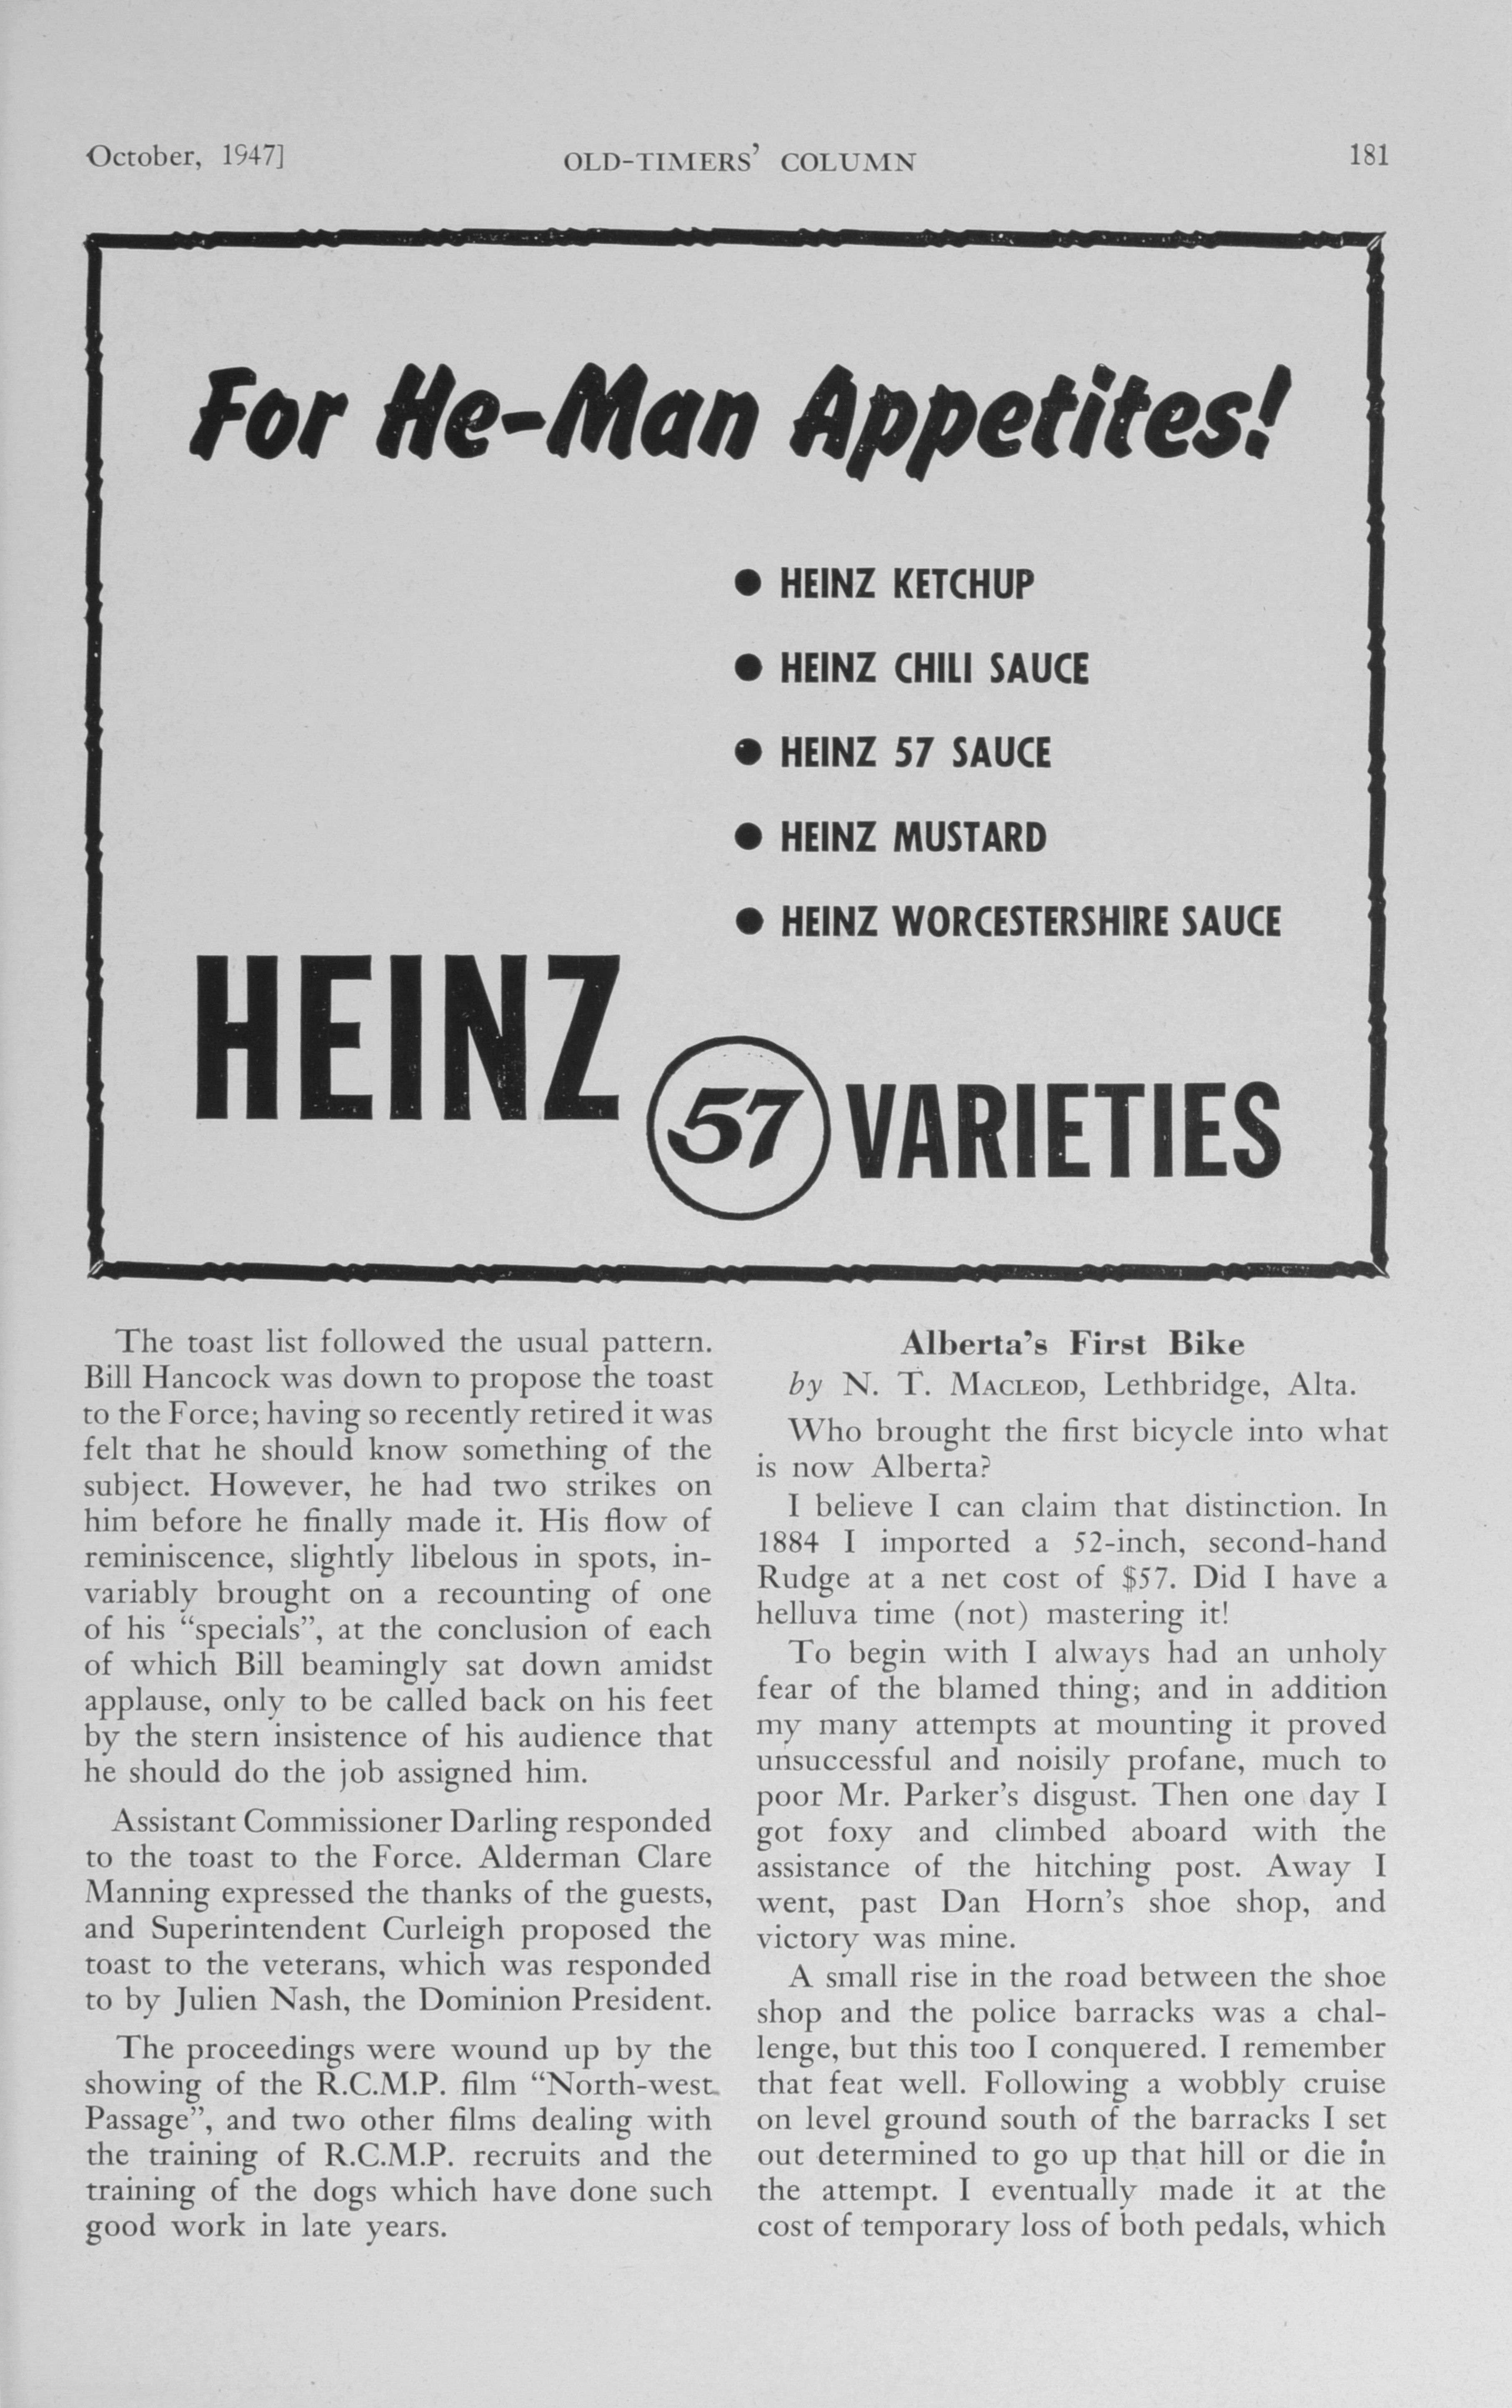 October, 1947]
OLD-TIMERS' COLUMN
181
For He-Man Appetites!
● HEINZ KETCHUP
● HEINZ CHILI SAUCE
● HEINZ 57 SAUCE
● HEINZ MUSTARD
● HEINZ WORCESTERSHIRE SAUCE
HEINZ 57 VARIETIES
The toast list followed the usual pattern.
Bill Hancock was down to propose the toast
to the Force; having so recently retired it was
felt that he should know something of the
subject. However, he had two strikes on
him before he finally made it. His flow of
reminiscence, slightly libelous in spots, in-
variably brought on a recounting of one
of his "specials", at the conclusion of each
of which Bill beamingly sat down amidst
applause, only to be called back on his feet
by the stern insistence of his audience that
he should do the job assigned him.
Assistant Commissioner Darling responded
to the toast to the Force. Alderman Clare
Manning expressed the thanks of the guests,
and Superintendent Curleigh proposed the
toast to the veterans, which was responded
to by Julien Nash, the Dominion President.
The proceedings were wound up by the
showing of the R.C.M.P. film "North-west
Passage", and two other films dealing with
the training of R.C.M.P. recruits and the
training of the dogs which have done such
good work in late years.
Alberta's First Bike
by N. T. MACLEOD, Lethbridge, Alta.
Who brought the first bicycle into what
is now Alberta?
I believe I can claim that distinction. In
1884 I imported a 52-inch, second-hand
Rudge at a net cost of $57. Did I have a
helluva time (not) mastering it!
To begin with I always had an unholy
fear of the blamed thing; and in addition
my many attempts at mounting it proved
unsuccessful and noisily profane, much to
poor Mr. Parker's disgust. Then one day I
got foxy and climbed aboard with the
assistance of the hitching post. Away I
went, past Dan Horn's shoe shop, and
victory was mine.
A small rise in the road between the shoe
shop and the police barracks was a chal-
lenge, but this too I conquered. I remember
that feat well. Following a wobbly cruise
on level ground south of the barracks I set
out determined to go up that hill or die in
the attempt. I eventually made it at the
cost of temporary loss of both pedals, which